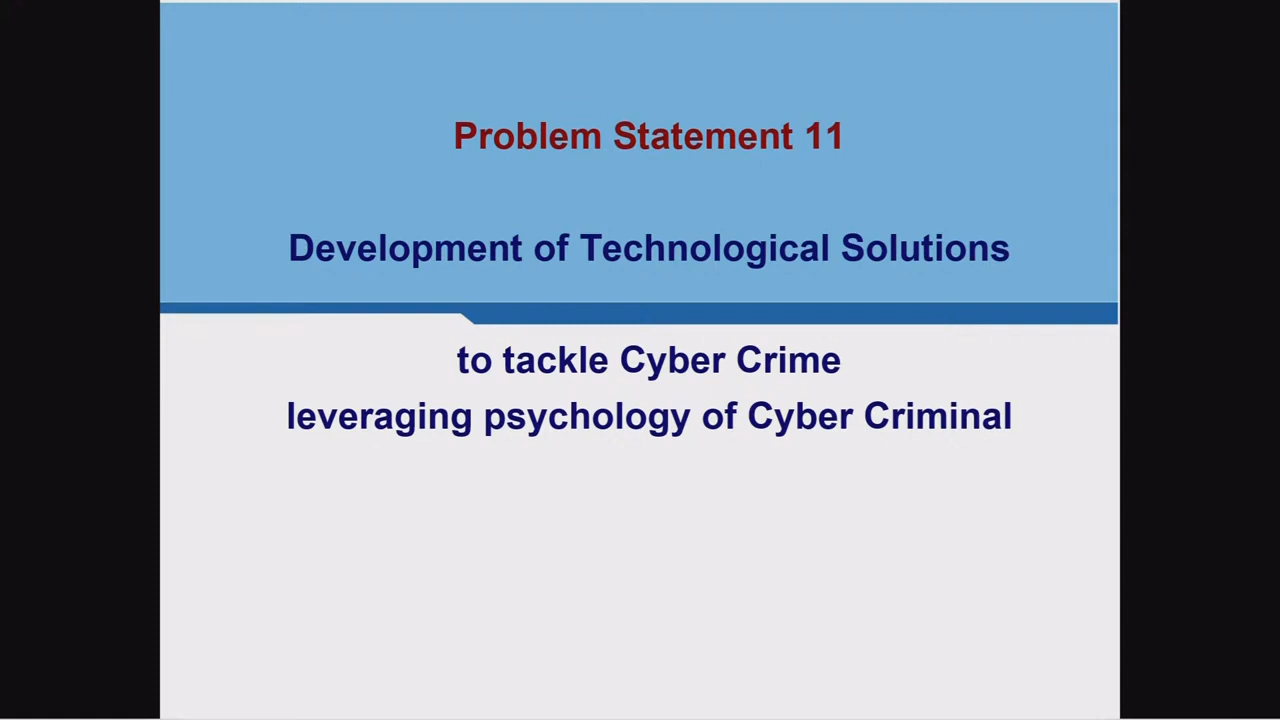 Problem Statement 11
Development of Technological Solutions
to tackle Cyber Crime
leveraging psychology of Cyber Criminal